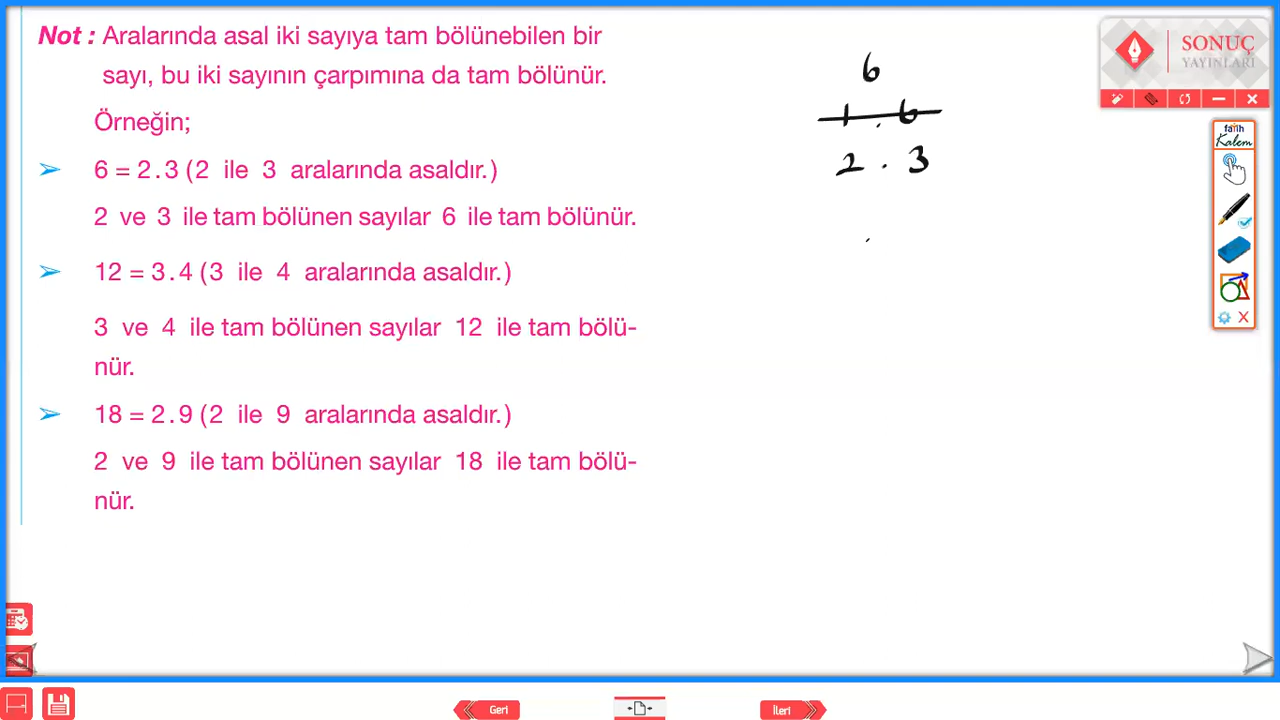 Not : Aralarında asal iki sayıya tam bölünebilen bir
sayı, bu iki sayının çarpımına da tam bölünür.
Örneğin;
➢ 6 = 2 . 3 (2 ile 3 aralarında asaldır.)
2 ve 3 ile tam bölünen sayılar 6 ile tam bölünür.
➢ 12 = 3 . 4 (3 ile 4 aralarında asaldır.)
3 ve 4 ile tam bölünen sayılar 12 ile tam bölü-
nür.
➢ 18 = 2 . 9 (2 ile 9 aralarında asaldır.)
2 ve 9 ile tam bölünen sayılar 18 ile tam bölü-
nür.
6
1 . 6
2 . 3
SONUÇ
YAYINLARI
fatih
Kalem
Geri
İleri